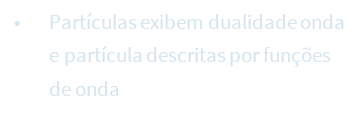 • Partículas exibem dualidade onda
e partícula descritas por funções
de onda